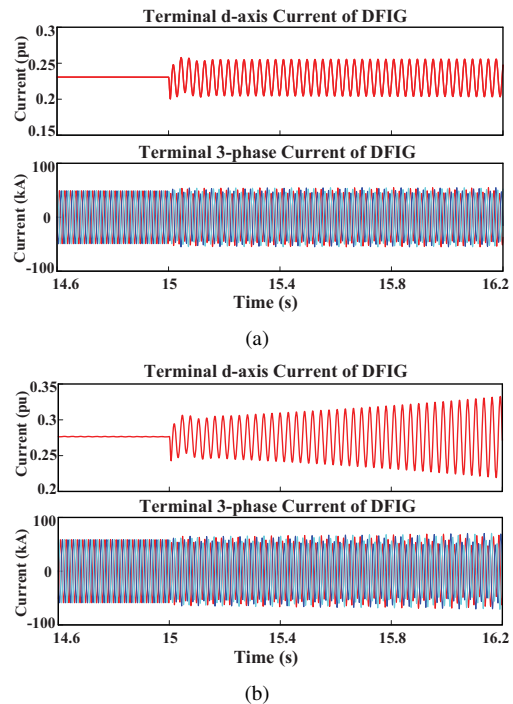 Terminal d-axis Current of DFIG
0.30
0.25
0.20
0.15
Current (pu)
Terminal 3-phase Current of DFIG
100
0
-100
Current (kA)
14.6 15 15.4 15.8 16.2
Time (s)
(a)
Terminal d-axis Current of DFIG
0.35
0.3
0.25
0.2
Current (pu)
Terminal 3-phase Current of DFIG
100
0
-100
Current (kA)
14.6 15 15.4 15.8 16.2
Time (s)
(b)